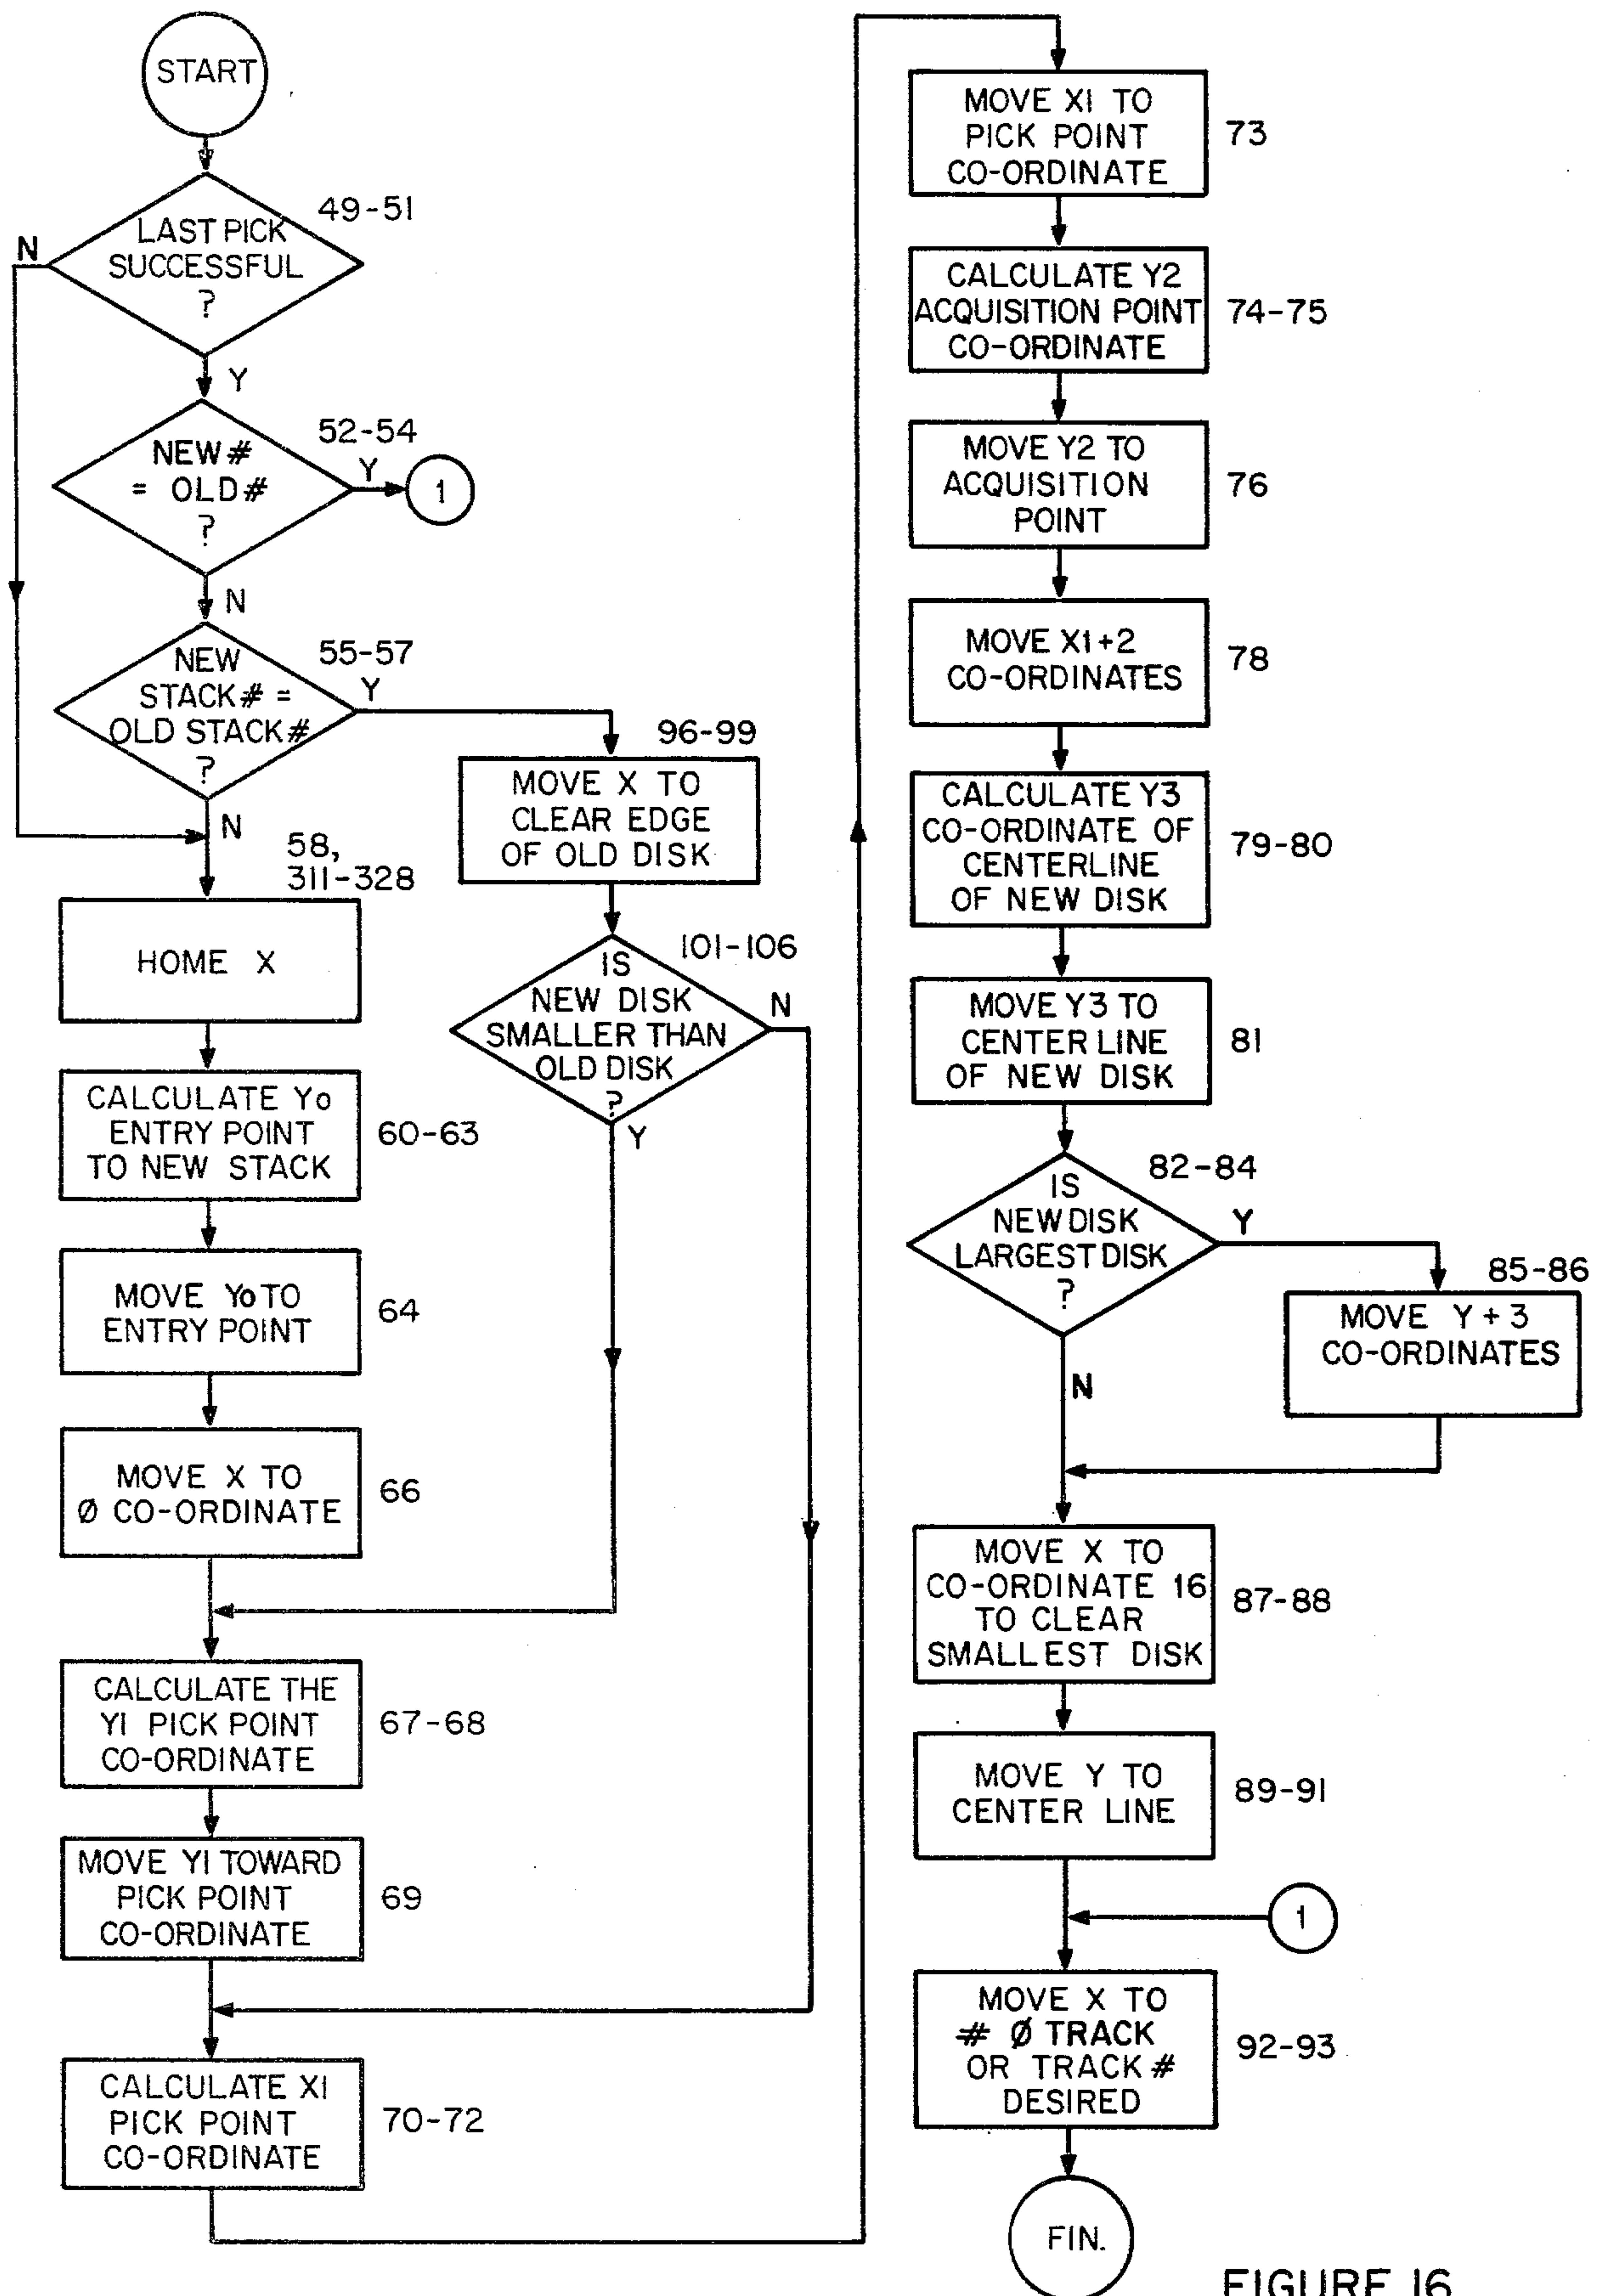 START
LAST PICK
SUCCESSFUL
?
49-51
N
Y
NEW #
= OLD #
?
52-54
Y
1
N
NEW
STACK # =
OLD STACK #
?
55-57
Y
N
58,
311-328
HOME X
CALCULATE Yo
ENTRY POINT
TO NEW STACK
60-63
MOVE Yo TO
ENTRY POINT
64
MOVE X TO
Ø CO-ORDINATE
66
CALCULATE THE
Y1 PICK POINT
CO-ORDINATE
67-68
MOVE Y1 TOWARD
PICK POINT
CO-ORDINATE
69
CALCULATE X1
PICK POINT
CO-ORDINATE
70-72
96-99
MOVE X TO
CLEAR EDGE
OF OLD DISK
101-106
IS
NEW DISK
SMALLER THAN
OLD DISK
?
N
Y
MOVE X1 TO
PICK POINT
CO-ORDINATE
73
CALCULATE Y2
ACQUISITION POINT
CO-ORDINATE
74-75
MOVE Y2 TO
ACQUISITION
POINT
76
MOVE X1+2
CO-ORDINATES
78
CALCULATE Y3
CO-ORDINATE OF
CENTERLINE
OF NEW DISK
79-80
MOVE Y3 TO
CENTER LINE
OF NEW DISK
81
IS
NEW DISK
LARGEST DISK
?
82-84
Y
N
85-86
MOVE Y + 3
CO-ORDINATES
MOVE X TO
CO-ORDINATE 16
TO CLEAR
SMALLEST DISK
87-88
MOVE Y TO
CENTER LINE
89-91
1
MOVE X TO
# Ø TRACK
OR TRACK #
DESIRED
92-93
FIN.
FIGURE 16